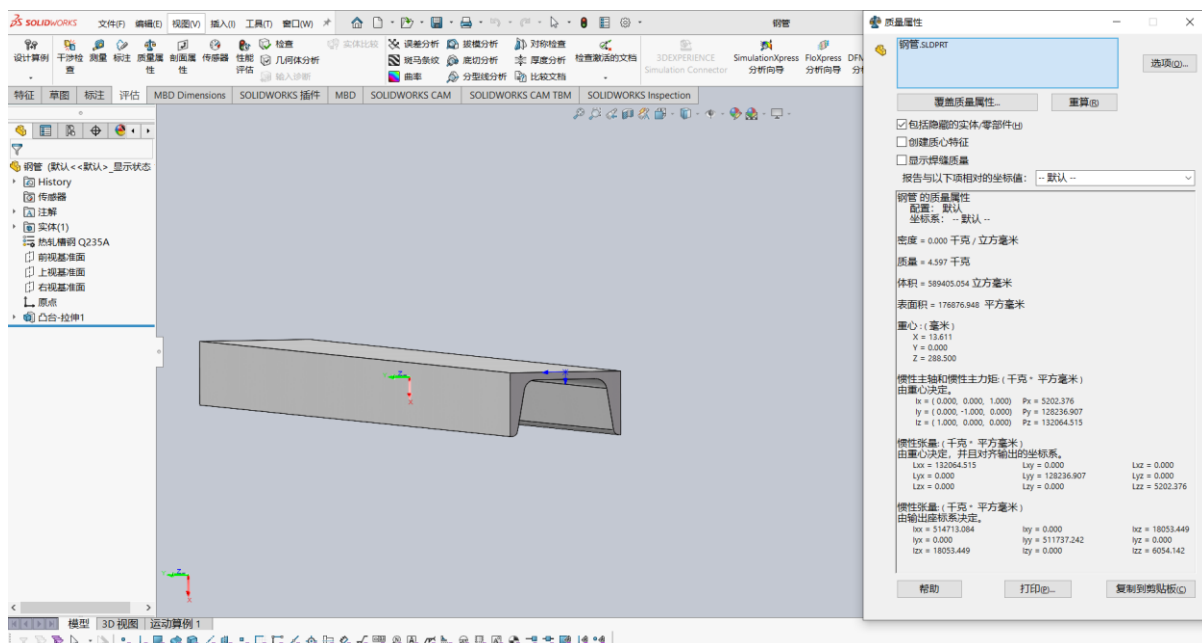 SOLIDWORKS 文件(F) 编辑(E) 视图(V) 插入(I) 工具(T) 窗口(W) 钢管
设计算例 干涉检查 测量 标注 质量属性 剖面属性 传感器 性能评估
检查 实体比较
几何体分析
输入诊断
误差分析 拔模分析 对称检查
斑马条纹 底切分析 厚度分析
曲率 分型线分析 比较文档
检查激活的文档
3DEXPERIENCE Simulation Connector
SimulationXpress 分析向导
FloXpress 分析向导
特征 草图 标注 评估 MBD Dimensions SOLIDWORKS 插件 MBD SOLIDWORKS CAM SOLIDWORKS CAM TBM SOLIDWORKS Inspection
钢管 (默认<<默认>_显示状态
History
传感器
注解
实体(1)
热轧槽钢 Q235A
前视基准面
上视基准面
右视基准面
原点
凸台-拉伸1
模型 3D 视图 运动算例 1
质量属性
钢管.SLDPRT
选项(O)...
覆盖质量属性... 重算(R)
包括隐藏的实体/零部件(H)
创建质心特征
显示焊缝质量
报告与以下项相对的坐标值: -- 默认 --
钢管 的质量属性
配置: 默认
坐标系: -- 默认 --
密度 = 0.000 千克 / 立方毫米
质量 = 4.597 千克
体积 = 589405.054 立方毫米
表面积 = 176876.948 平方毫米
重心 : ( 毫米 )
X = 13.611
Y = 0.000
Z = 288.500
惯性主轴和惯性主力矩: ( 千克 * 平方毫米 )
由重心决定。
Ix = ( 0.000, 0.000, 1.000) Px = 5202.376
Iy = ( 0.000, -1.000, 0.000) Py = 128236.907
Iz = ( 1.000, 0.000, 0.000) Pz = 132064.515
惯性张量: ( 千克 * 平方毫米 )
由重心决定，并且对齐输出的坐标系。
Lxx = 132064.515 Lxy = 0.000 Lxz = 0.000
Lyx = 0.000 Lyy = 128236.907 Lyz = 0.000
Lzx = 0.000 Lzy = 0.000 Lzz = 5202.376
惯性张量: ( 千克 * 平方毫米 )
由输出座标系决定。
Ixx = 514713.084 Ixy = 0.000 Ixz = 18053.449
Iyx = 0.000 Iyy = 511737.242 Iyz = 0.000
Izx = 18053.449 Izy = 0.000 Izz = 6054.142
帮助 打印(P)... 复制到剪贴板(C)